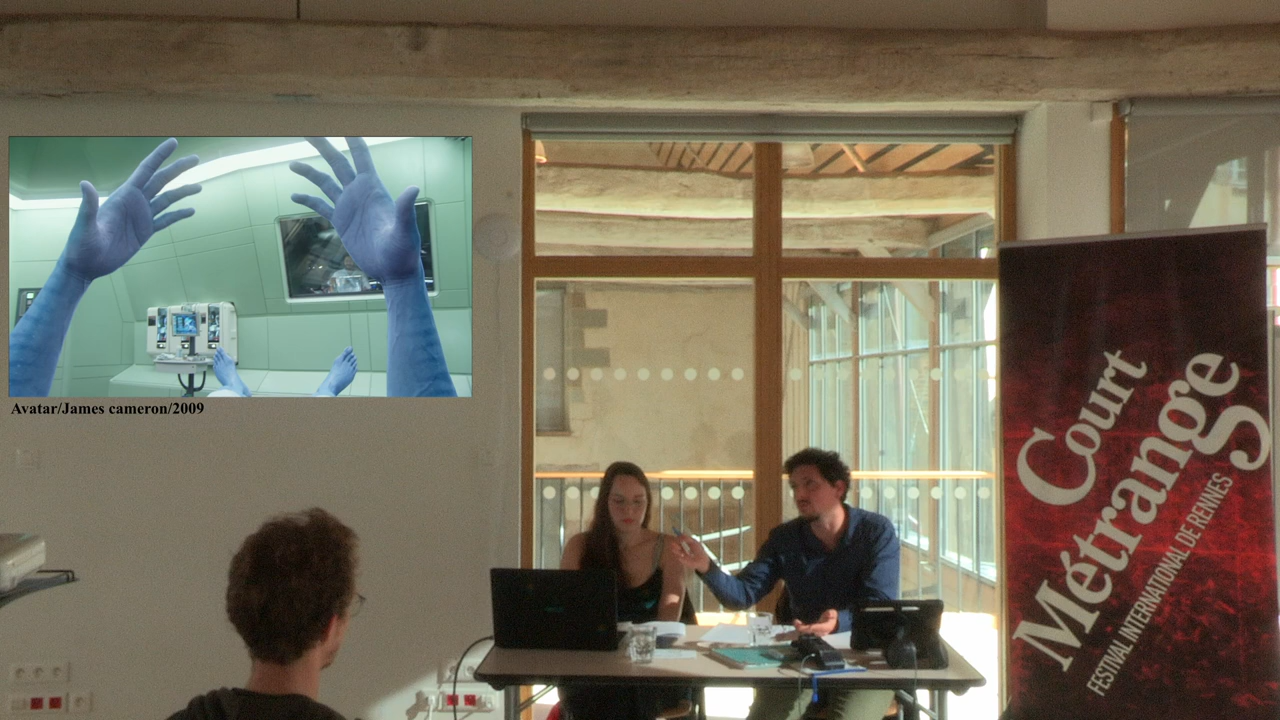 Avatar/James cameron/2009
Court
Métrange
FESTIVAL INTERNATIONAL DE RENNES